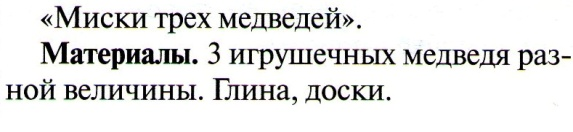 «Миски трех медведей».
Материалы. 3 игрушечных медведя раз-
ной величины. Глина, доски.